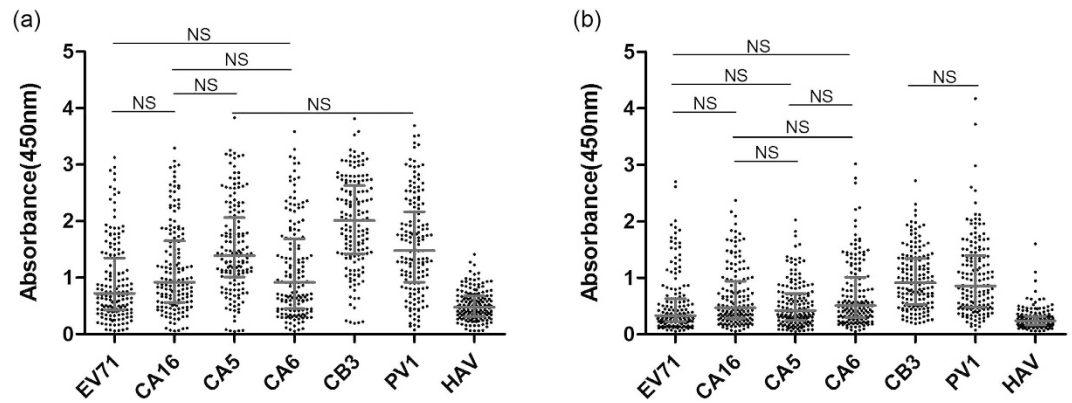 (a)
NS
NS
NS
NS
NS
Absorbance(450nm)
5
4
3
2
1
0
EV71 CA16 CA5 CA6 CB3 PV1 HAV
(b)
NS
NS
NS
NS
NS
NS
NS
Absorbance(450nm)
5
4
3
2
1
0
EV71 CA16 CA5 CA6 CB3 PV1 HAV